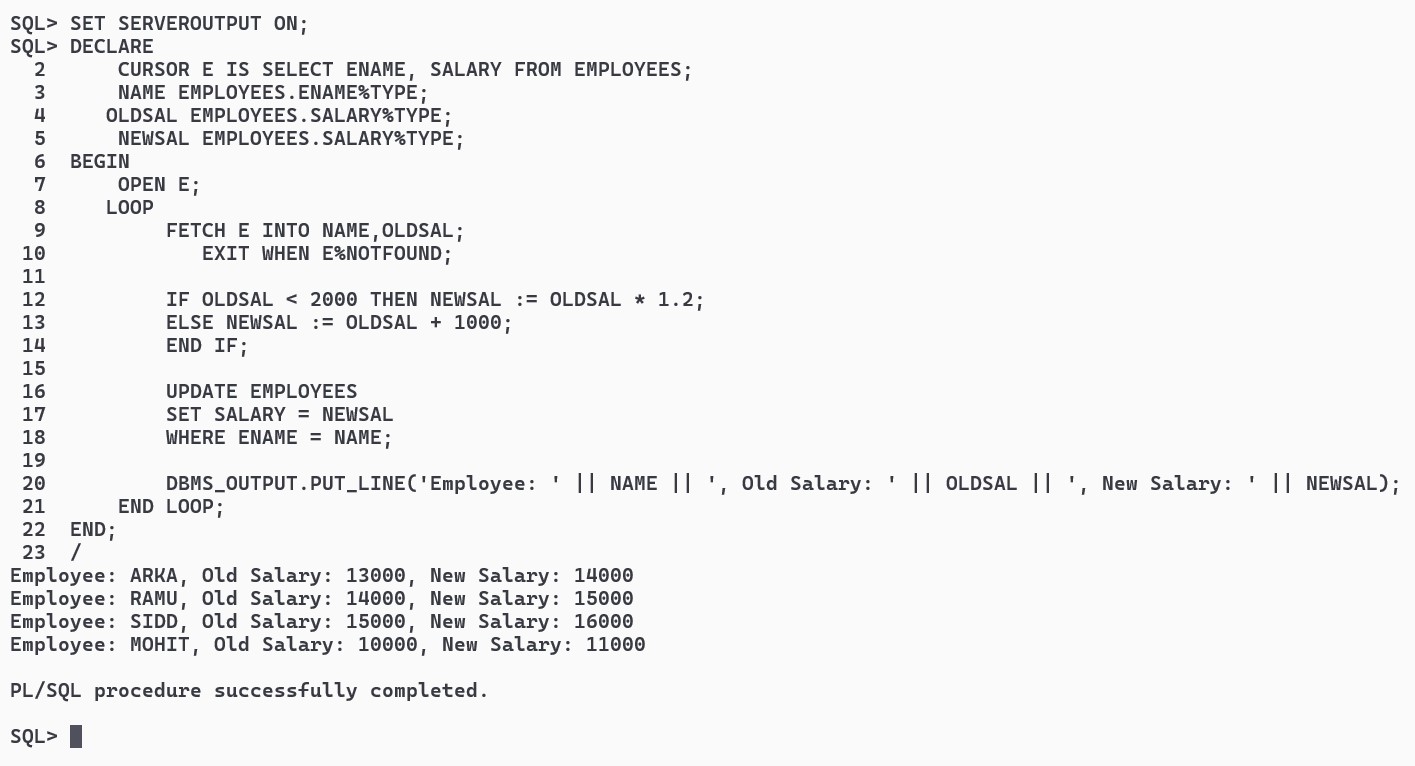 SQL> SET SERVEROUTPUT ON;
SQL> DECLARE
  2      CURSOR E IS SELECT ENAME, SALARY FROM EMPLOYEES;
  3      NAME EMPLOYEES.ENAME%TYPE;
  4     OLDSAL EMPLOYEES.SALARY%TYPE;
  5      NEWSAL EMPLOYEES.SALARY%TYPE;
  6  BEGIN
  7      OPEN E;
  8     LOOP
  9          FETCH E INTO NAME,OLDSAL;
 10             EXIT WHEN E%NOTFOUND;
 11
 12          IF OLDSAL < 2000 THEN NEWSAL := OLDSAL * 1.2;
 13          ELSE NEWSAL := OLDSAL + 1000;
 14          END IF;
 15
 16          UPDATE EMPLOYEES
 17          SET SALARY = NEWSAL
 18          WHERE ENAME = NAME;
 19
 20          DBMS_OUTPUT.PUT_LINE('Employee: ' || NAME || ', Old Salary: ' || OLDSAL || ', New Salary: ' || NEWSAL);
 21      END LOOP;
 22  END;
 23  /
Employee: ARKA, Old Salary: 13000, New Salary: 14000
Employee: RAMU, Old Salary: 14000, New Salary: 15000
Employee: SIDD, Old Salary: 15000, New Salary: 16000
Employee: MOHIT, Old Salary: 10000, New Salary: 11000

PL/SQL procedure successfully completed.

SQL>